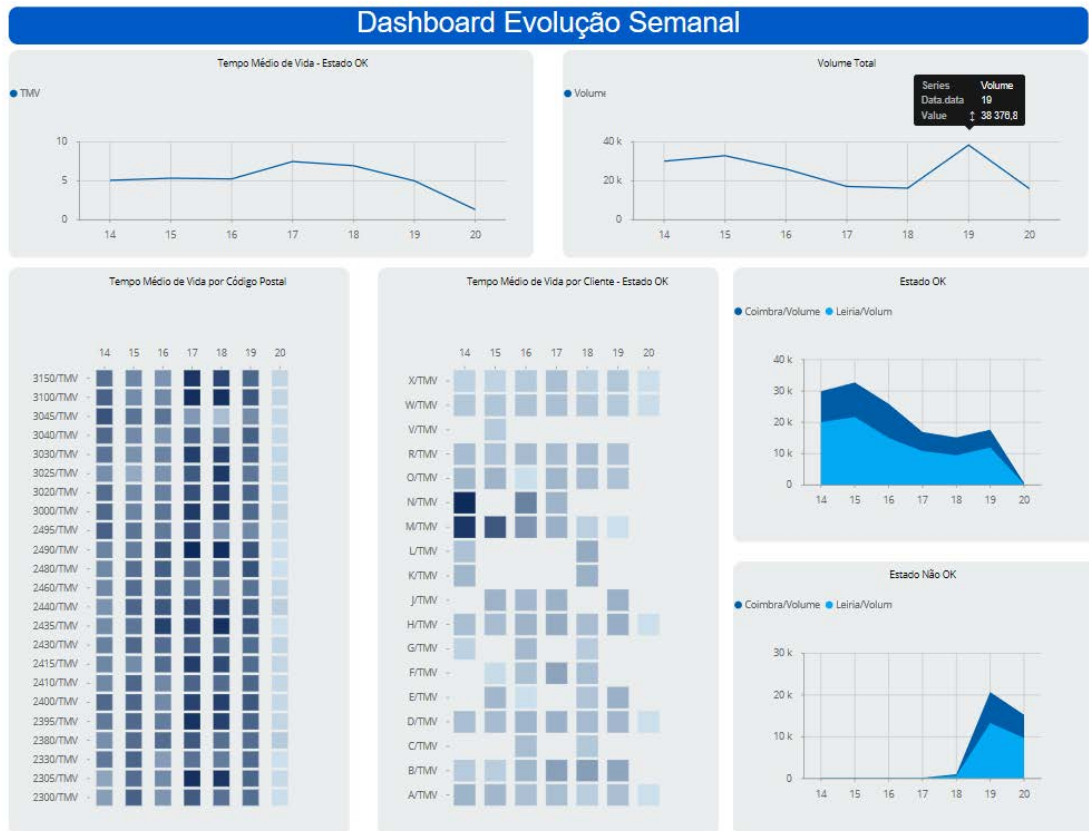 Dashboard Evolução Semanal
Tempo Médio de Vida - Estado OK
TMV
10
5
0
14 15 16 17 18 19 20
Volume Total
Volume
Series Volume
Data.data 19
Value ↕ 38 376,8
40 k
20 k
0
14 15 16 17 18 19 20
Tempo Médio de Vida por Código Postal
14 15 16 17 18 19 20
3150/TMV
3100/TMV
3045/TMV
3040/TMV
3030/TMV
3025/TMV
3020/TMV
3000/TMV
2495/TMV
2490/TMV
2480/TMV
2460/TMV
2440/TMV
2435/TMV
2430/TMV
2415/TMV
2410/TMV
2400/TMV
2395/TMV
2380/TMV
2330/TMV
2305/TMV
2300/TMV
Tempo Médio de Vida por Cliente - Estado OK
14 15 16 17 18 19 20
X/TMV
W/TMV
V/TMV
R/TMV
O/TMV
N/TMV
M/TMV
L/TMV
K/TMV
J/TMV
H/TMV
G/TMV
F/TMV
E/TMV
D/TMV
C/TMV
B/TMV
A/TMV
Estado OK
Coimbra/Volume Leiria/Volum
40 k
30 k
20 k
10 k
0
14 15 16 17 18 19 20
Estado Não OK
Coimbra/Volume Leiria/Volum
30 k
20 k
10 k
0
14 15 16 17 18 19 20